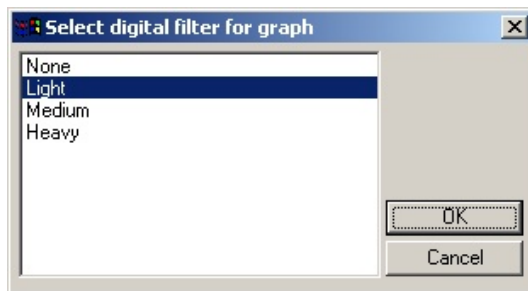 Select digital filter for graph
None
Light
Medium
Heavy
OK
Cancel